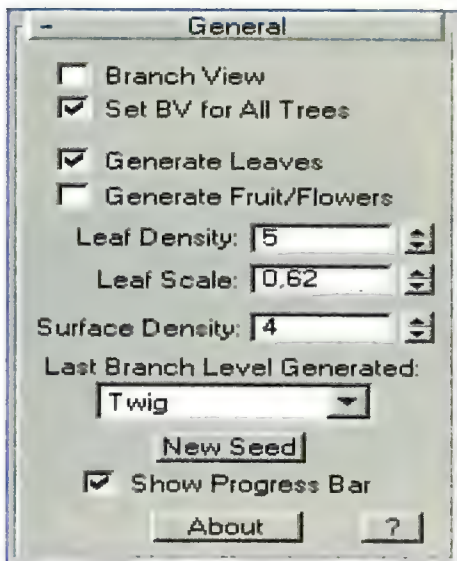 - General
Branch View
Set BV for All Trees
Generate Leaves
Generate Fruit/Flowers
Leaf Density: 5
Leaf Scale: 0,62
Surface Density: 4
Last Branch Level Generated:
Twig
New Seed
Show Progress Bar
About ?